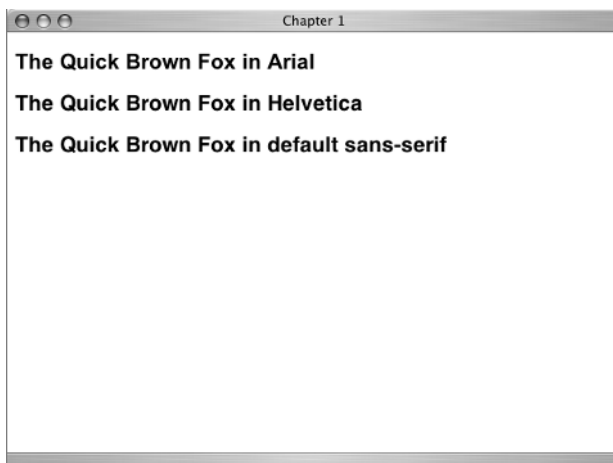 Chapter 1
The Quick Brown Fox in Arial
The Quick Brown Fox in Helvetica
The Quick Brown Fox in default sans-serif